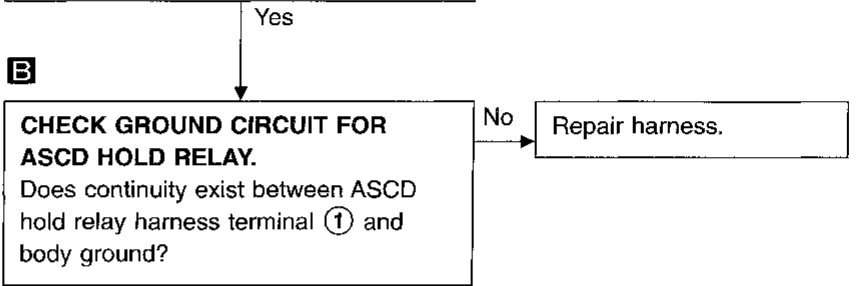 Yes
B
CHECK GROUND CIRCUIT FOR
ASCD HOLD RELAY.
Does continuity exist between ASCD
hold relay harness terminal ① and
body ground?
No
Repair harness.